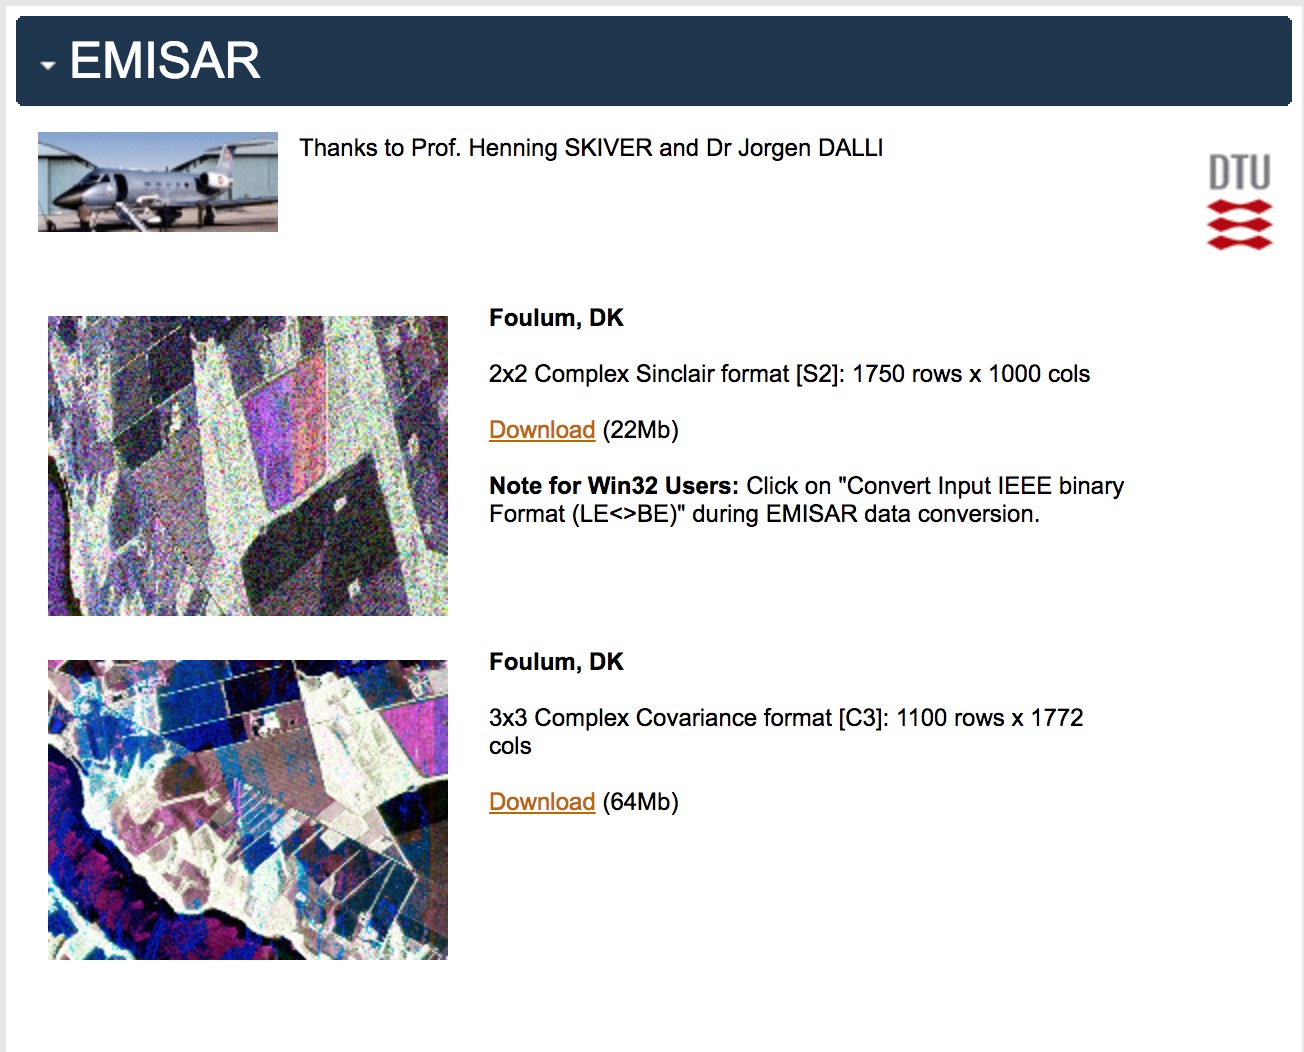 EMISAR
Thanks to Prof. Henning SKIVER and Dr Jorgen DALLI
DTU
Foulum, DK
2x2 Complex Sinclair format [S2]: 1750 rows x 1000 cols
Download (22Mb)
Note for Win32 Users: Click on "Convert Input IEEE binary
Format (LE<>BE)" during EMISAR data conversion.
Foulum, DK
3x3 Complex Covariance format [C3]: 1100 rows x 1772
cols
Download (64Mb)